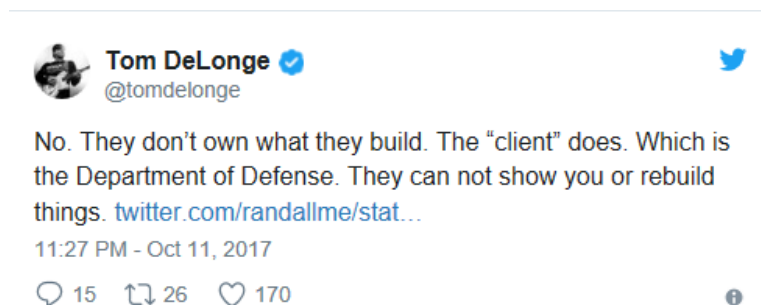 Tom DeLonge
@tomdelonge
No. They don’t own what they build. The “client” does. Which is
the Department of Defense. They can not show you or rebuild
things. twitter.com/randallme/stat…
11:27 PM - Oct 11, 2017
15 26 170